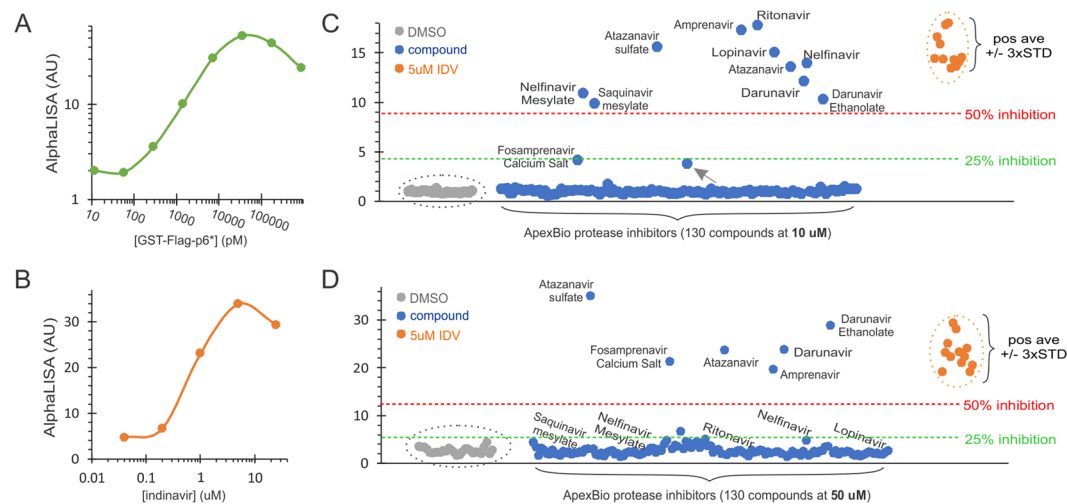 A
AlphaLISA (AU)
10
1
10
100
1000
10000
100000
[GST-Flag-p6*] (pM)
B
AlphaLISA (AU)
30
20
10
0
0.01
0.1
1
10
[indinavir] (uM)
C
DMSO
compound
5uM IDV
15
10
5
0
Atazanavir
sulfate
Amprenavir
Ritonavir
Lopinavir
Nelfinavir
Atazanavir
Darunavir
Nelfinavir
Mesylate
Saquinavir
mesylate
Darunavir
Ethanolate
pos ave
+/- 3xSTD
50% inhibition
Fosamprenavir
Calcium Salt
25% inhibition
ApexBio protease inhibitors (130 compounds at 10 uM)
D
DMSO
compound
5uM IDV
30
20
10
0
Atazanavir
sulfate
Darunavir
Ethanolate
Fosamprenavir
Calcium Salt
Atazanavir
Darunavir
Amprenavir
pos ave
+/- 3xSTD
50% inhibition
Saquinavir
mesylate
Nelfinavir
Mesylate
Ritonavir
Nelfinavir
Lopinavir
25% inhibition
ApexBio protease inhibitors (130 compounds at 50 uM)